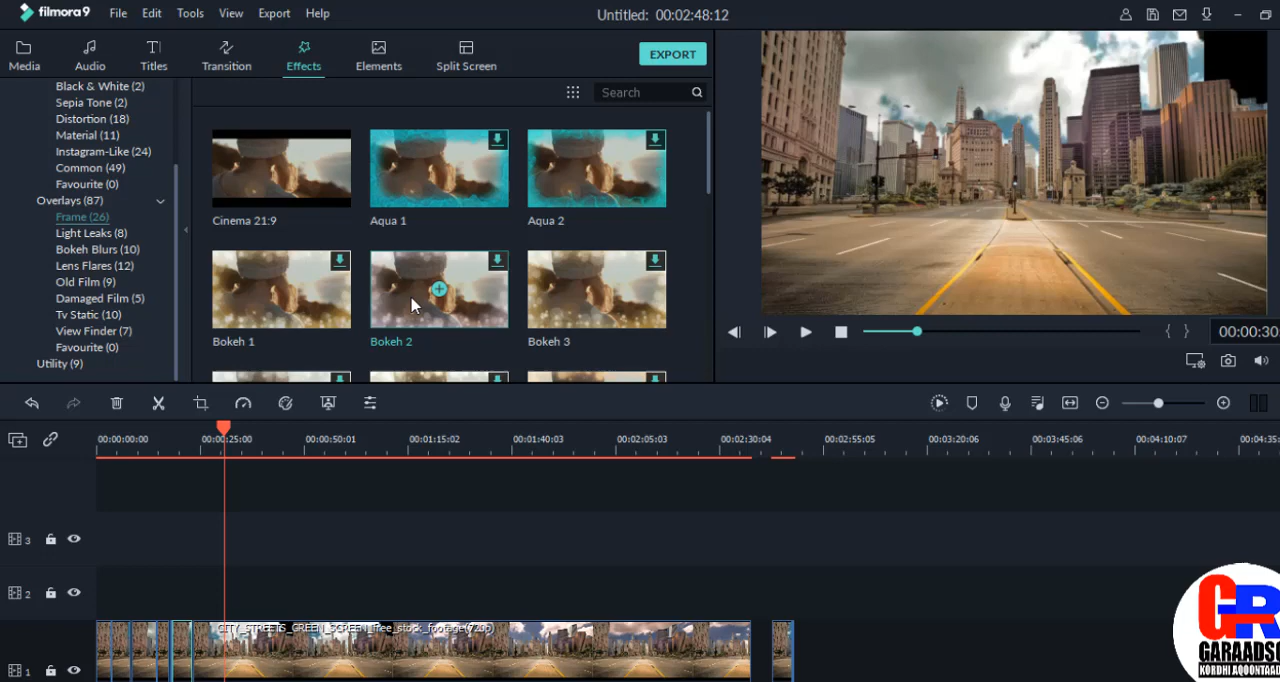 filmora9 File Edit Tools View Export Help Untitled: 00:02:48:12
Media Audio Titles Transition Effects Elements Split Screen EXPORT
Black & White (2)
Sepia Tone (2)
Distortion (18)
Material (11)
Instagram-Like (24)
Common (49)
Favourite (0)
Overlays (87)
Frame (26)
Light Leaks (8)
Bokeh Blurs (10)
Lens Flares (12)
Old Film (9)
Damaged Film (5)
Tv Static (10)
View Finder (7)
Favourite (0)
Utility (9)
Search
Cinema 21:9 Aqua 1 Aqua 2
Bokeh 1 Bokeh 2 Bokeh 3
00:00:30
00:00:00:00 00:00:25:00 00:00:50:01 00:01:15:02 00:01:40:03 00:02:05:03 00:02:30:04 00:02:55:05 00:03:20:06 00:03:45:06 00:04:10:07 00:04:35:
3
2
1
CITY_STREETS_GREEN_SCREEN_free_stock_footage(720p)
GR
GARAADSO
KORDHI AQOONTAAD